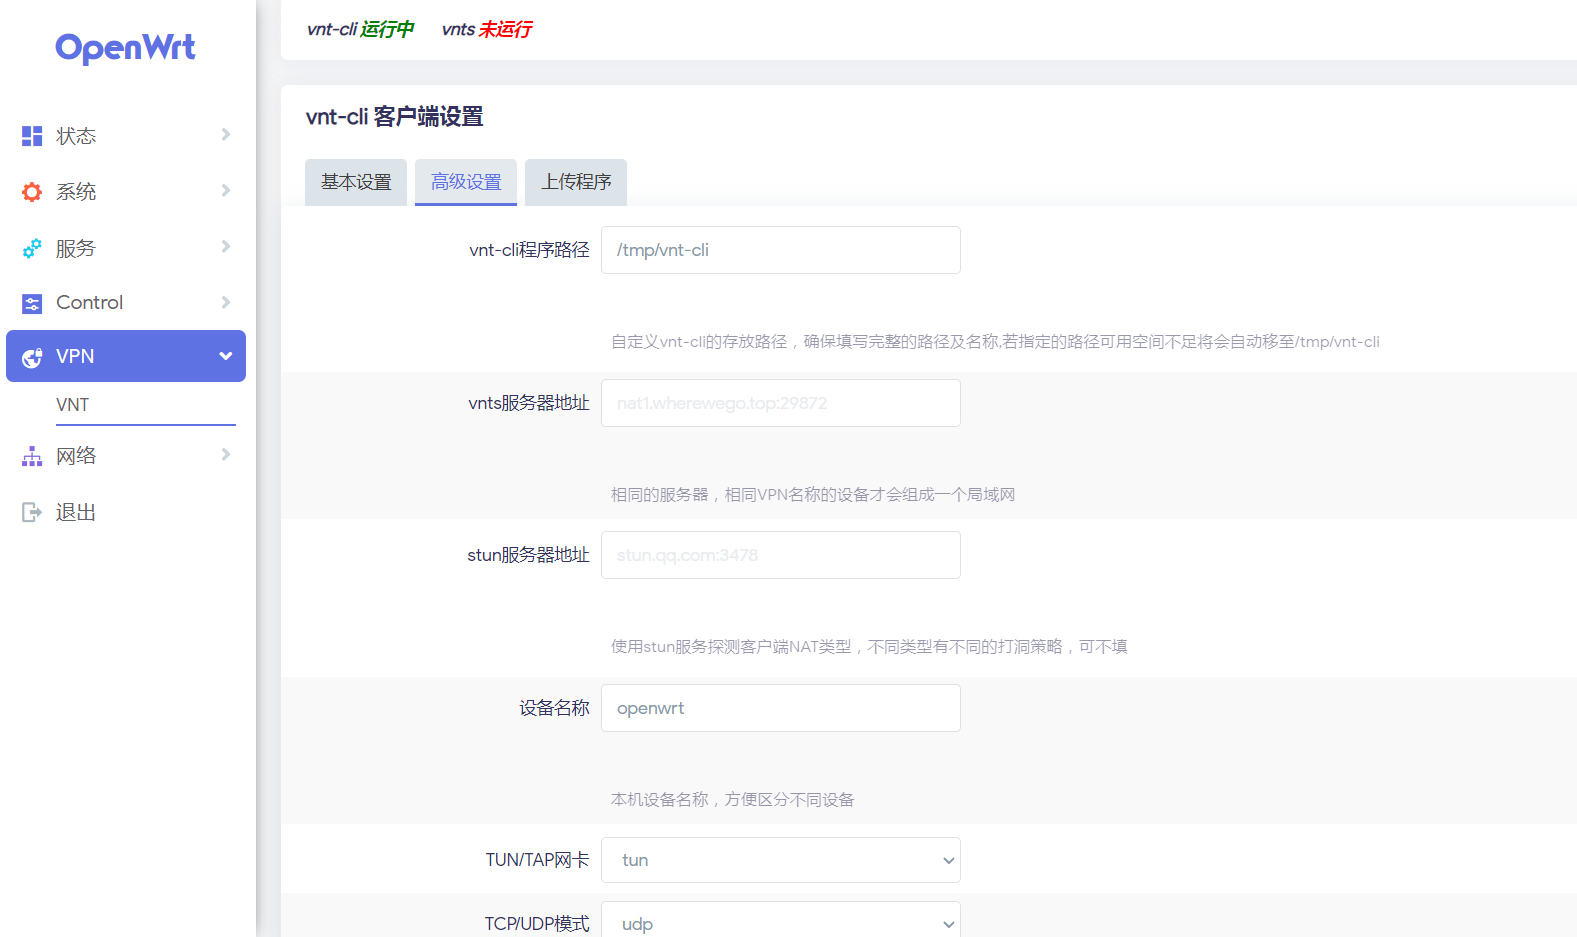 OpenWrt
状态
系统
服务
Control
VPN
VNT
网络
退出
vnt-cli 运行中 vnts 未运行
vnt-cli 客户端设置
基本设置 高级设置 上传程序
vnt-cli程序路径 /tmp/vnt-cli
自定义vnt-cli的存放路径，确保填写完整的路径及名称,若指定的路径可用空间不足将会自动移至/tmp/vnt-cli
vnts服务器地址 nat1.wherewego.top:29872
相同的服务器，相同VPN名称的设备才会组成一个局域网
stun服务器地址 stun.qq.com:3478
使用stun服务探测客户端NAT类型，不同类型有不同的打洞策略，可不填
设备名称 openwrt
本机设备名称，方便区分不同设备
TUN/TAP网卡 tun
TCP/UDP模式 udp